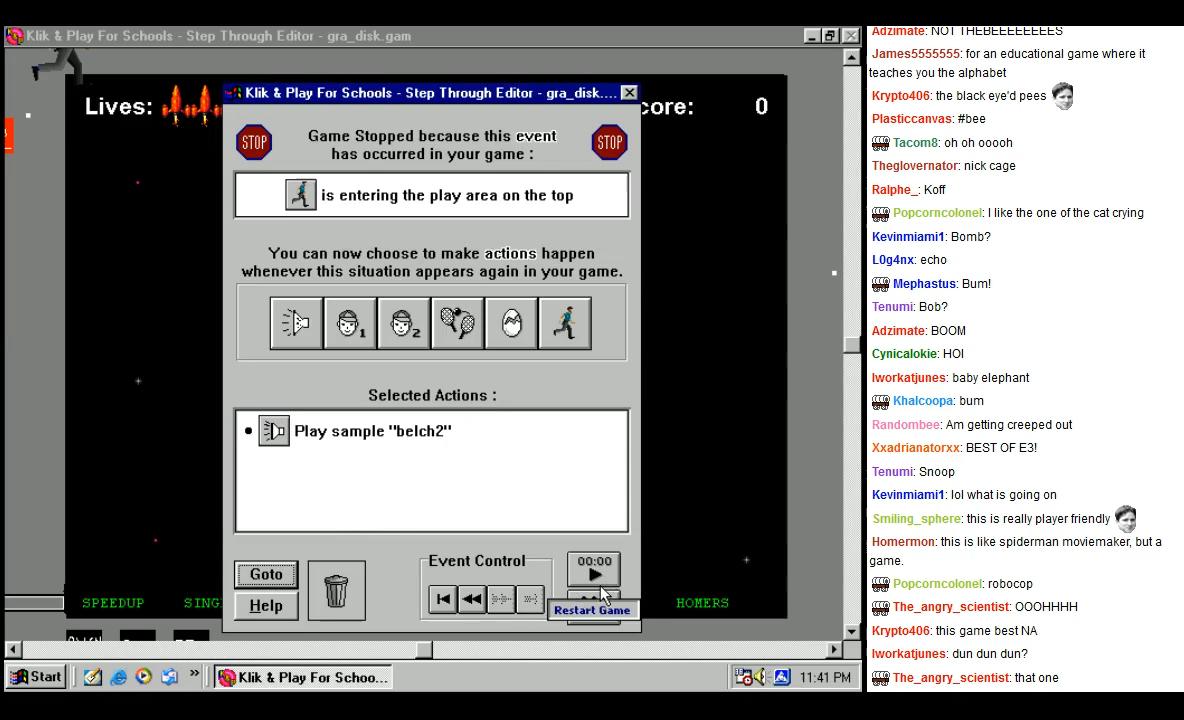 Klik & Play For Schools - Step Through Editor - gra_disk.gam
Lives:
core: 0
Klik & Play For Schools - Step Through Editor - gra_disk....
STOP
Game Stopped because this event
has occurred in your game :
STOP
is entering the play area on the top
You can now choose to make actions happen
whenever this situation appears again in your game.
1
2
Selected Actions :
Play sample "belch2"
Goto
Help
Event Control
00:00
Restart Game
SPEEDUP
SING
HOMERS
Start
»
Klik & Play For Schoo...
11:41 PM
Adzimate: NOT THEBEEEEEEES
James5555555: for an educational game where it
teaches you the alphabet
Krypto406: the black eye'd pees
Plasticcanvas: #bee
Tacom8: oh oh ooooh
Theglovernator: nick cage
Ralphe_: Koff
Popcorncolonel: I like the one of the cat crying
Kevinmiami1: Bomb?
L0g4nx: echo
Mephastus: Bum!
Tenumi: Bob?
Adzimate: BOOM
Cynicalokie: HOI
Iworkatjunes: baby elephant
Khalcoopa: bum
Randombee: Am getting creeped out
Xxadrianatorxx: BEST OF E3!
Tenumi: Snoop
Kevinmiami1: lol what is going on
Smiling_sphere: this is really player friendly
Homermon: this is like spiderman moviemaker, but a
game.
Popcorncolonel: robocop
The_angry_scientist: OOOHHHH
Krypto406: this game best NA
Iworkatjunes: dun dun dun?
The_angry_scientist: that one